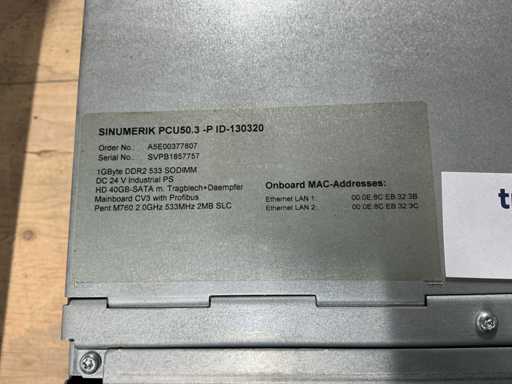 SINUMERIK PCU50.3 -P ID-130320
Order No.: A5E00377807
Serial No.: SVPB1857757
1GByte DDR2 533 SODIMM
DC 24 V Industrial PS
HD 40GB-SATA m. Tragblech+Daempfer
Mainboard CV3 with Profibus
Pent M760 2.0GHz 533MHz 2MB SLC
Onboard MAC-Addresses:
Ethernet LAN 1: 00.0E.8C.EB.32.3B
Ethernet LAN 2: 00.0E.8C.EB.32.3C